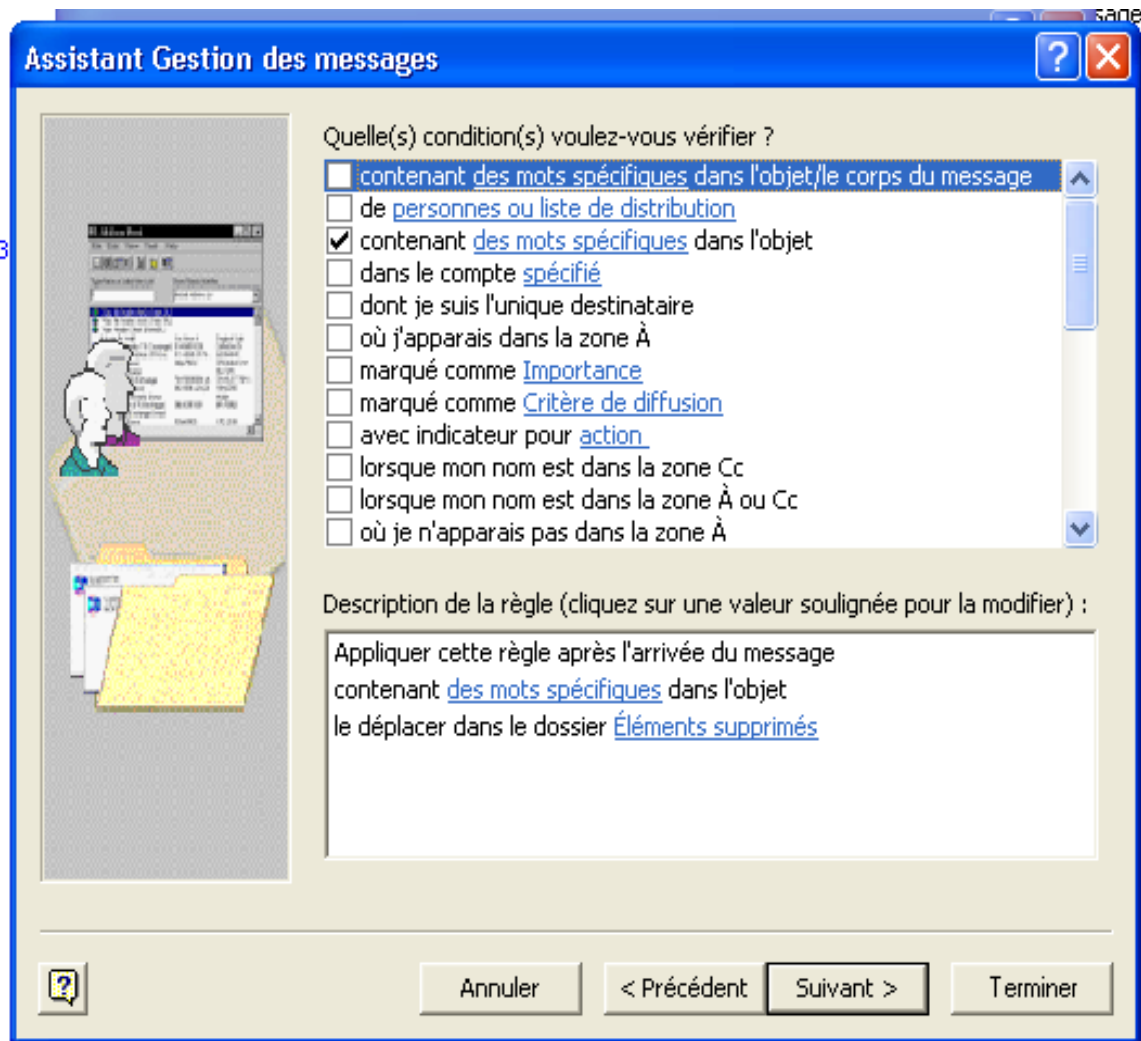 sage
Assistant Gestion des messages
Quelle(s) condition(s) voulez-vous vérifier ?
contenant des mots spécifiques dans l'objet/le corps du message
de personnes ou liste de distribution
3
contenant des mots spécifiques dans l'objet
dans le compte spécifié
dont je suis l'unique destinataire
où j'apparais dans la zone À
marqué comme Importance
marqué comme Critère de diffusion
avec indicateur pour action
lorsque mon nom est dans la zone Cc
lorsque mon nom est dans la zone À ou Cc
où je n'apparais pas dans la zone À
Description de la règle (cliquez sur une valeur soulignée pour la modifier) :
Appliquer cette règle après l'arrivée du message
contenant des mots spécifiques dans l'objet
le déplacer dans le dossier Éléments supprimés
Annuler
< Précédent
Suivant >
Terminer